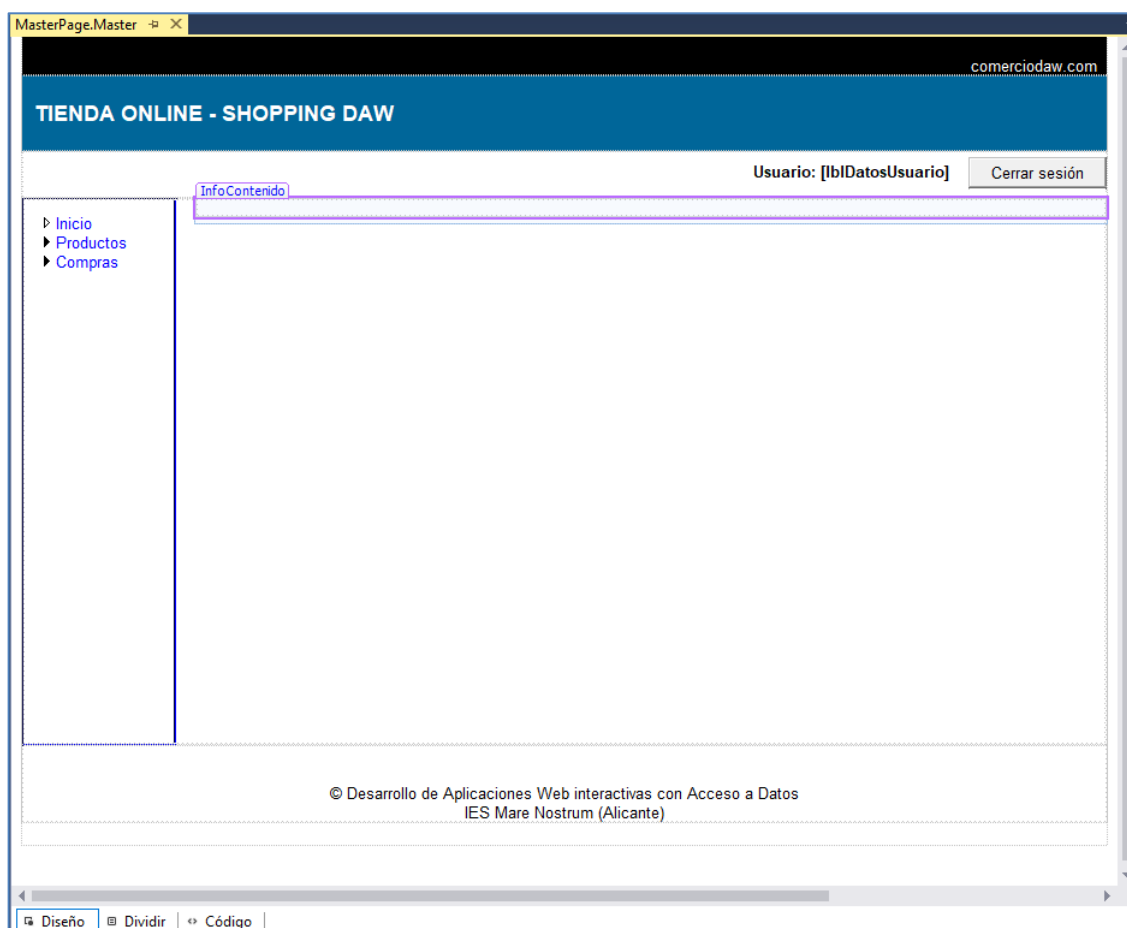 MasterPage.Master
comerciodaw.com
TIENDA ONLINE - SHOPPING DAW
Usuario: [lblDatosUsuario] Cerrar sesión
InfoContenido
Inicio
Productos
Compras
© Desarrollo de Aplicaciones Web interactivas con Acceso a Datos
IES Mare Nostrum (Alicante)
Diseño Dividir Código